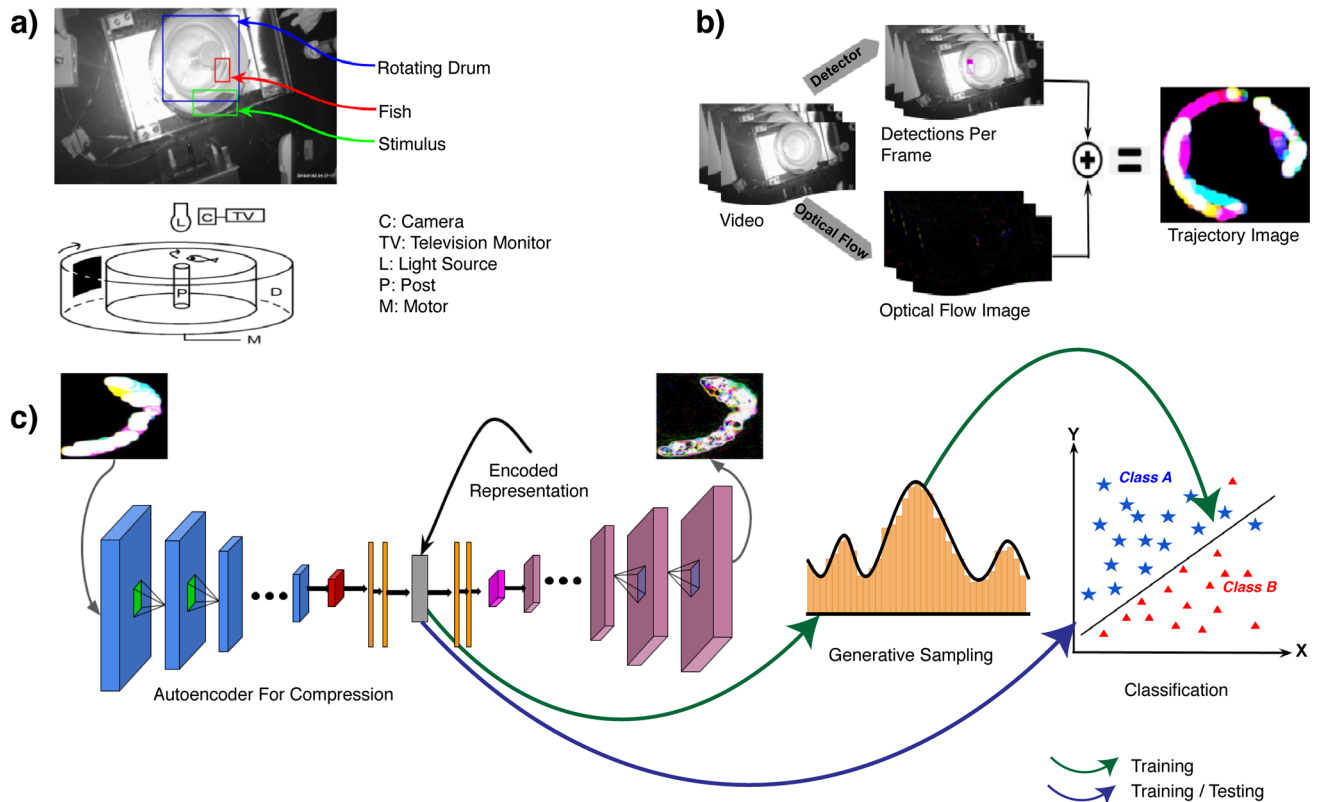 a)
Rotating Drum
Fish
Stimulus
C
TV
L
P
D
M
C: Camera
TV: Television Monitor
L: Light Source
P: Post
M: Motor
b)
Detector
Detections Per
Frame
Video
Optical Flow
Optical Flow Image
Trajectory Image
c)
Encoded
Representation
Autoencoder For Compression
Generative Sampling
Y
Class A
Class B
X
Classification
Training
Training / Testing